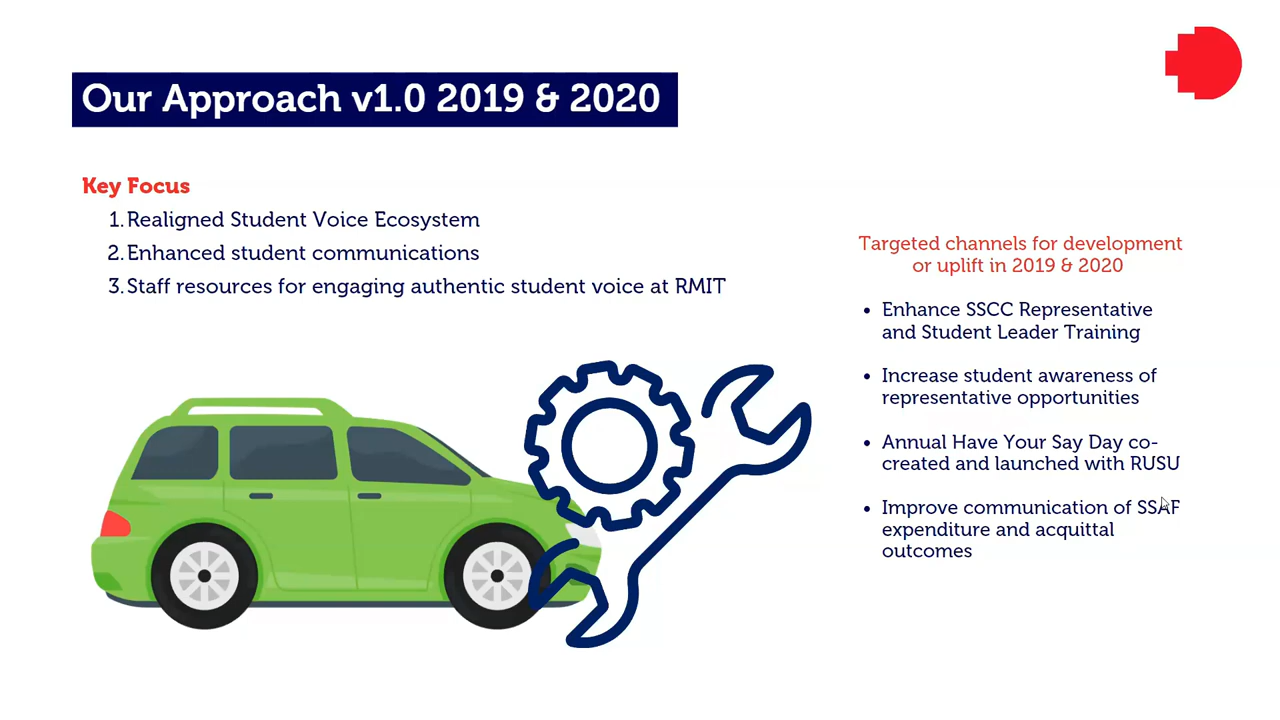 Our Approach v1.0 2019 & 2020
Key Focus
1. Realigned Student Voice Ecosystem
2. Enhanced student communications
3. Staff resources for engaging authentic student voice at RMIT
Targeted channels for development
or uplift in 2019 & 2020
• Enhance SSCC Representative
and Student Leader Training
• Increase student awareness of
representative opportunities
• Annual Have Your Say Day co-
created and launched with RUSU
• Improve communication of SSAF
expenditure and acquittal
outcomes